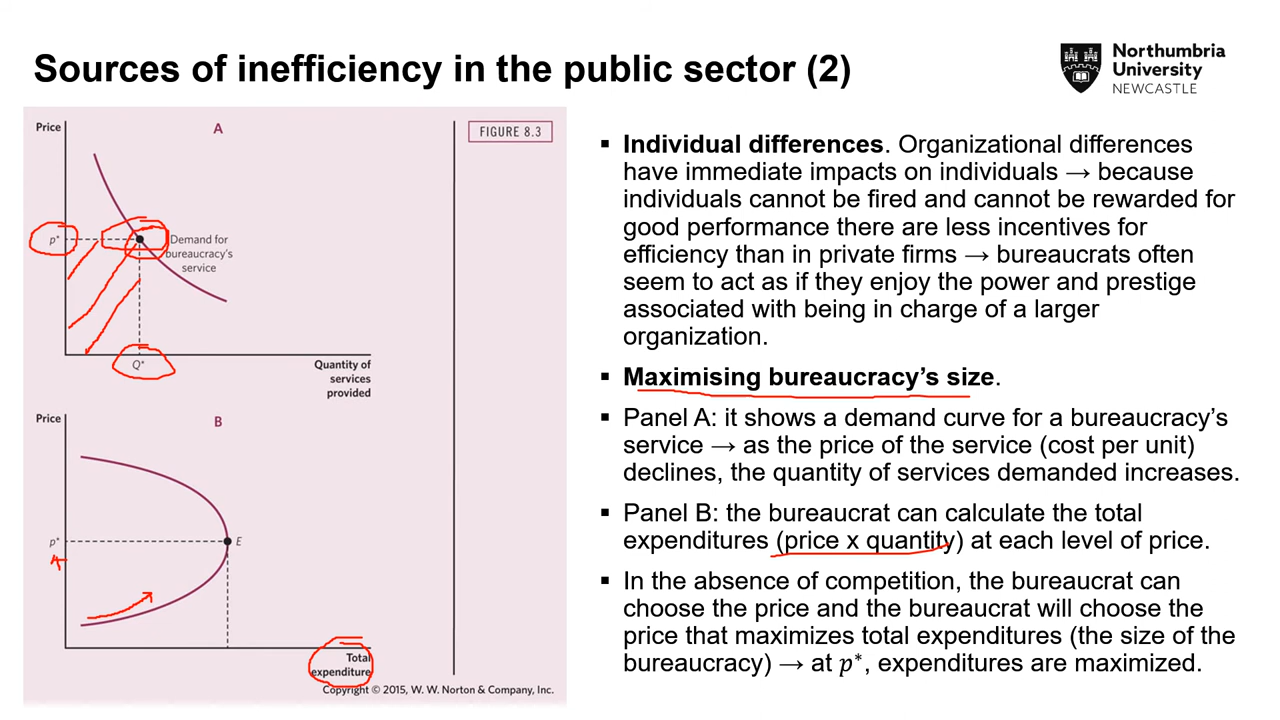 Sources of inefficiency in the public sector (2)
Northumbria
University
NEWCASTLE
Price
A
FIGURE 8.3
p*
Demand for
bureaucracy's
service
Q*
Quantity of
services
provided
Price
B
p*
E
Total
expenditure
Copyright © 2015, W. W. Norton & Company, Inc.
▪ Individual differences. Organizational differences
have immediate impacts on individuals → because
individuals cannot be fired and cannot be rewarded for
good performance there are less incentives for
efficiency than in private firms → bureaucrats often
seem to act as if they enjoy the power and prestige
associated with being in charge of a larger
organization.
▪ Maximising bureaucracy's size.
▪ Panel A: it shows a demand curve for a bureaucracy's
service → as the price of the service (cost per unit)
declines, the quantity of services demanded increases.
▪ Panel B: the bureaucrat can calculate the total
expenditures (price x quantity) at each level of price.
▪ In the absence of competition, the bureaucrat can
choose the price and the bureaucrat will choose the
price that maximizes total expenditures (the size of the
bureaucracy) → at p*, expenditures are maximized.